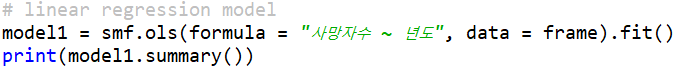 # linear regression model
model1 = smf.ols(formula = "사망자수 ~ 년도", data = frame).fit()
print(model1.summary())